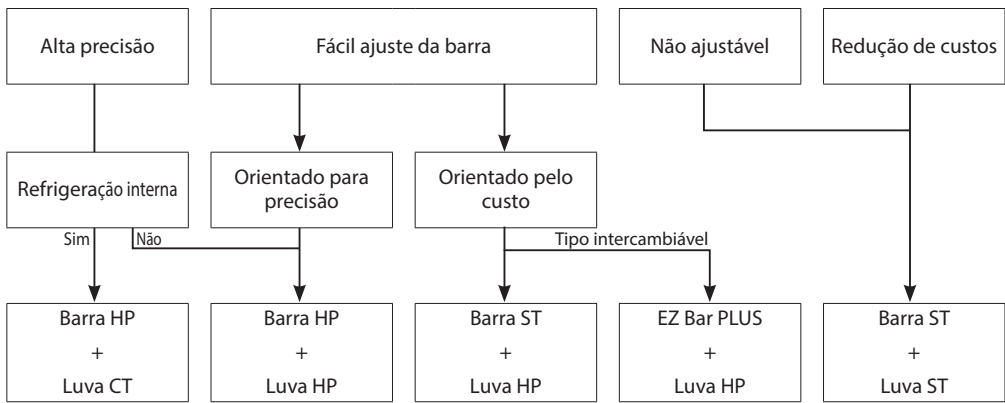 Alta precisão
Fácil ajuste da barra
Não ajustável
Redução de custos
Refrigeração interna
Orientado para
precisão
Orientado pelo
custo
Sim
Não
Tipo intercambiável
Barra HP
+
Luva CT
Barra HP
+
Luva HP
Barra ST
+
Luva HP
EZ Bar PLUS
+
Luva HP
Barra ST
+
Luva ST